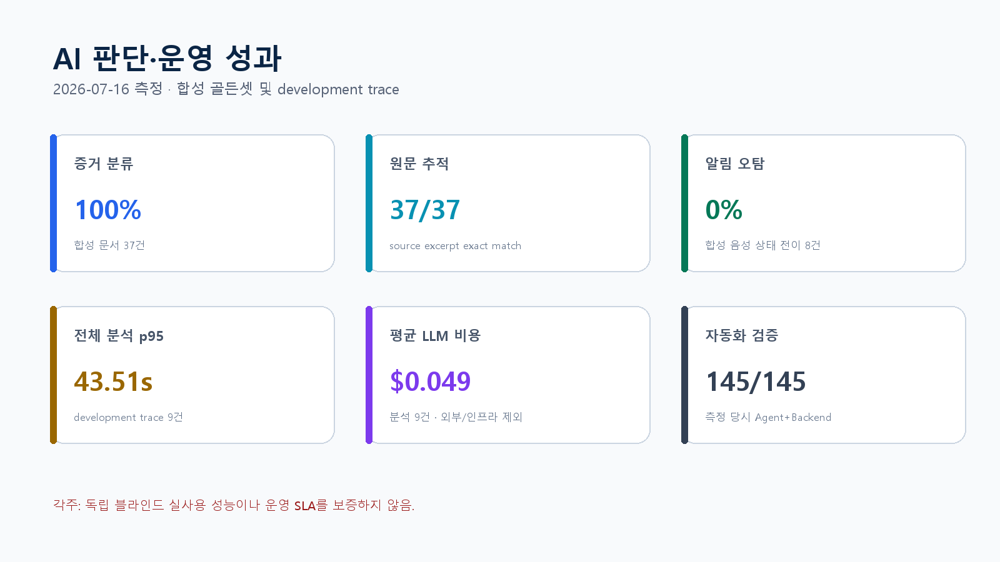 AI 판단·운영 성과
2026-07-16 측정 · 합성 골든셋 및 development trace
증거 분류
100%
합성 문서 37건
원문 추적
37/37
source excerpt exact match
알림 오탐
0%
합성 음성 상태 전이 8건
전체 분석 p95
43.51s
development trace 9건
평균 LLM 비용
$0.049
분석 9건 · 외부/인프라 제외
자동화 검증
145/145
측정 당시 Agent+Backend
각주: 독립 블라인드 실사용 성능이나 운영 SLA를 보증하지 않음.